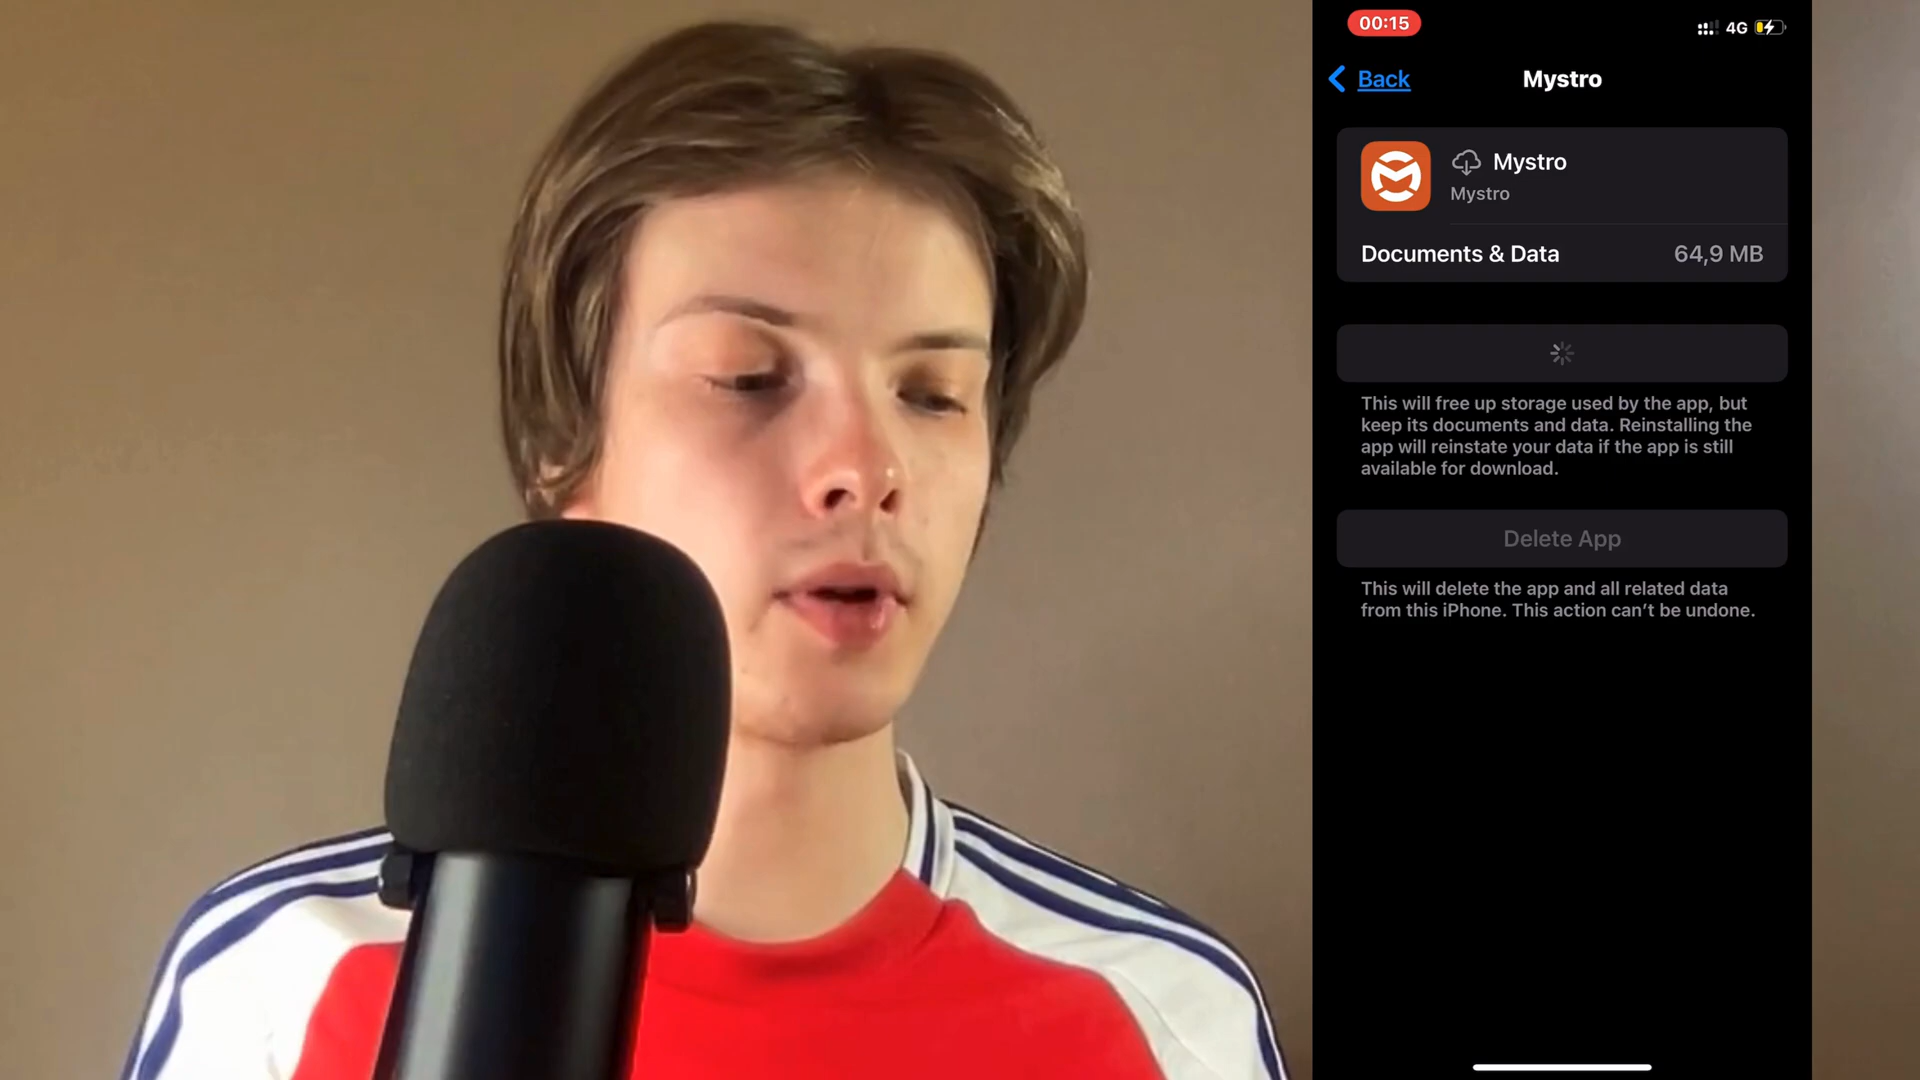 00:15
4G
Back
Mystro
Mystro
Mystro
Documents & Data
64,9 MB
This will free up storage used by the app, but
keep its documents and data. Reinstalling the
app will reinstate your data if the app is still
available for download.
Delete App
This will delete the app and all related data
from this iPhone. This action can’t be undone.